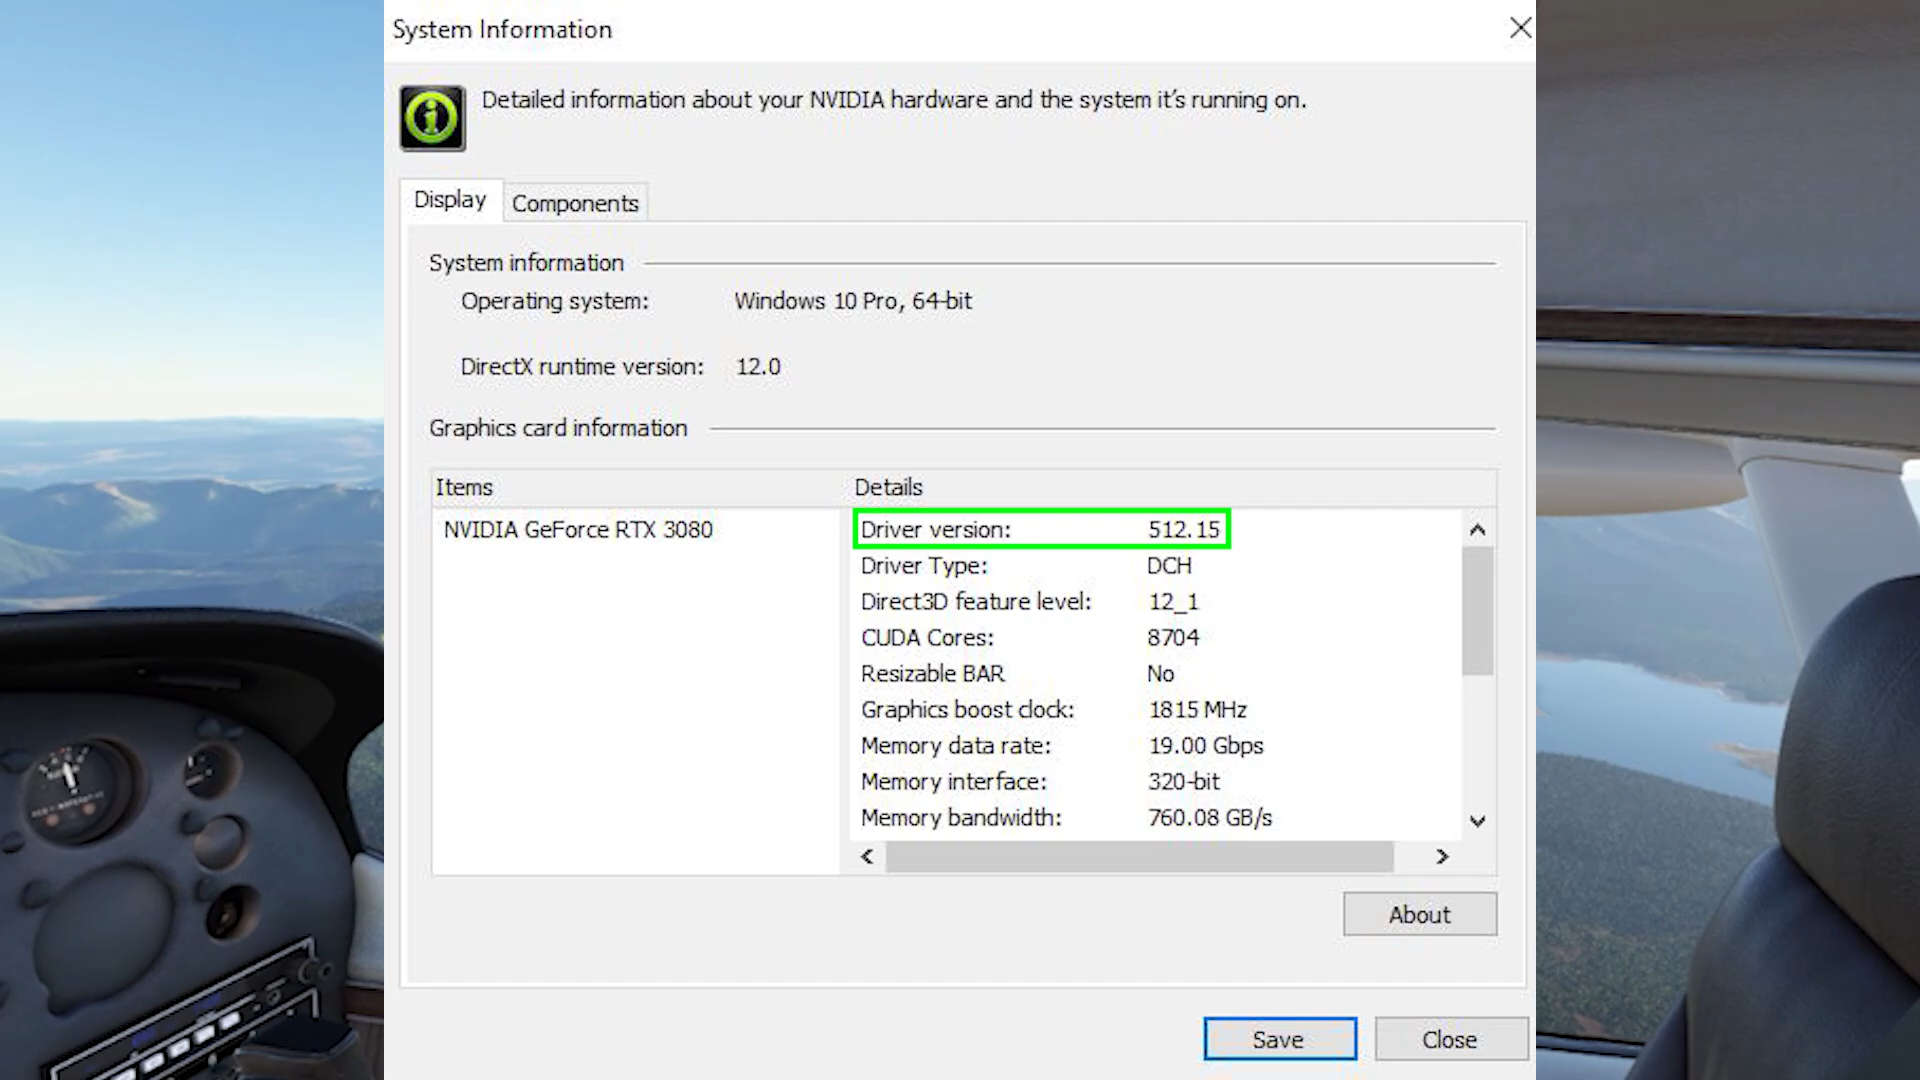 System Information
Detailed information about your NVIDIA hardware and the system it's running on.
Display
Components
System information
Operating system: Windows 10 Pro, 64-bit
DirectX runtime version: 12.0
Graphics card information
Items Details
NVIDIA GeForce RTX 3080
Driver version: 512.15
Driver Type: DCH
Direct3D feature level: 12_1
CUDA Cores: 8704
Resizable BAR No
Graphics boost clock: 1815 MHz
Memory data rate: 19.00 Gbps
Memory interface: 320-bit
Memory bandwidth: 760.08 GB/s
About
Save Close